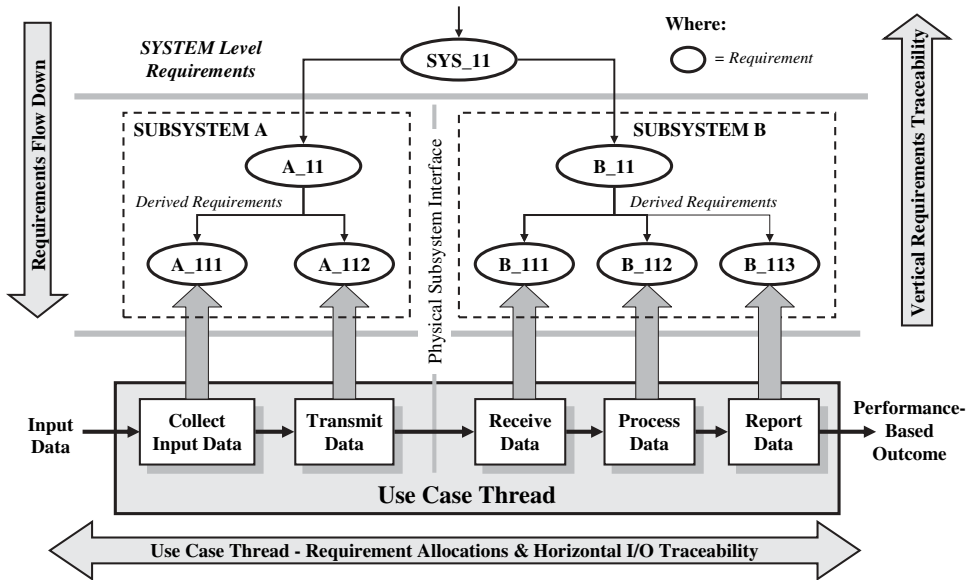 SYSTEM Level
Requirements
SYS_11
Where:
= Requirement
Requirements Flow Down
Vertical Requirements Traceability
SUBSYSTEM A
A_11
Derived Requirements
A_111
A_112
Physical Subsystem Interface
SUBSYSTEM B
B_11
Derived Requirements
B_111
B_112
B_113
Input
Data
Collect
Input Data
Transmit
Data
Receive
Data
Process
Data
Report
Data
Performance-
Based
Outcome
Use Case Thread
Use Case Thread - Requirement Allocations & Horizontal I/O Traceability